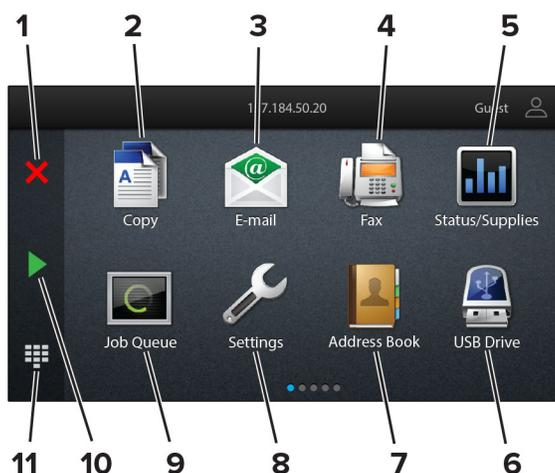 1 2 3 4 5
127.184.50.20 Guest
A @
Copy E-mail Fax Status/Supplies
Job Queue Settings Address Book USB Drive
11 10 9 8 7 6